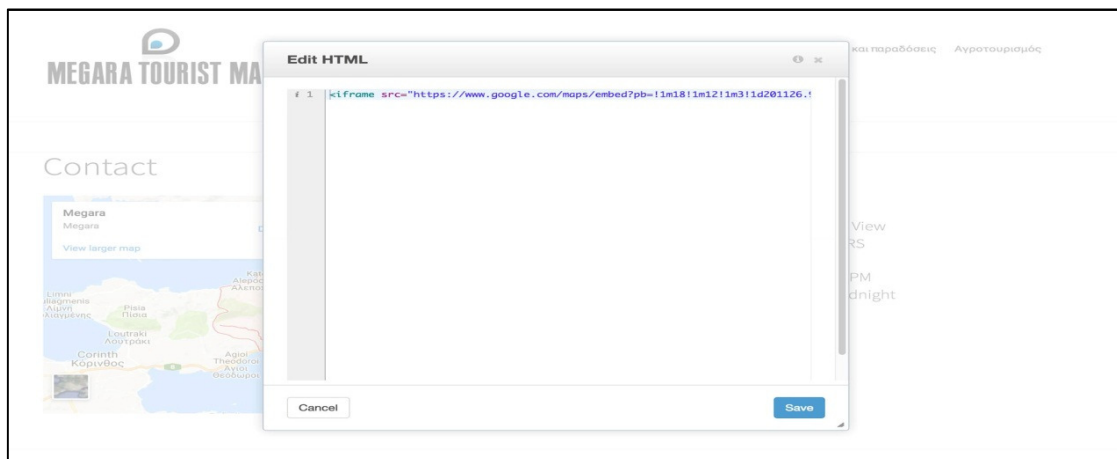 MEGARA TOURIST MA
και παραδόσεις Αγροτουρισμός
Edit HTML
1 <iframe src="https://www.google.com/maps/embed?pb=!1m18!1m12!1m3!1d201126.9
Contact
Megara
Megara
View larger map
View
RS
PM
dnight
Limni
Λίμνη
Pisia
Πίσια
Loutraki
Λουτράκι
Corinth
Κόρινθος
Agioi
Theodoroi
Άγιοι
Θεόδωροι
Cancel
Save